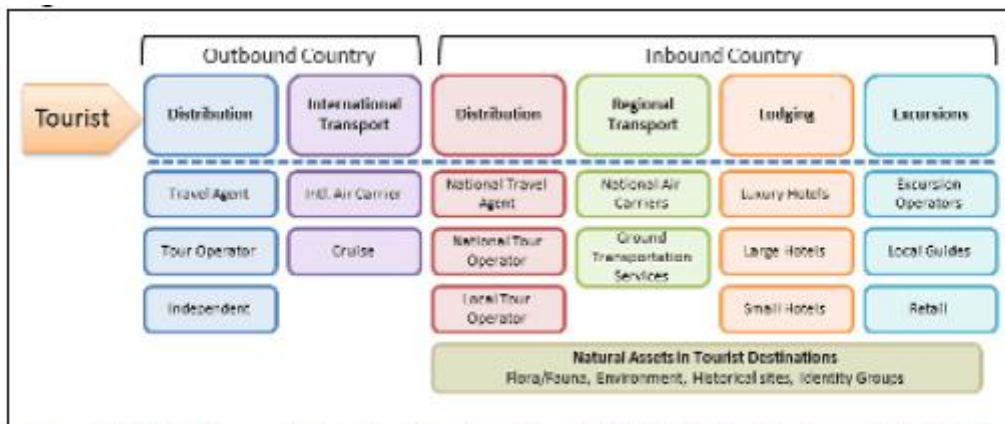 Outbound Country
Inbound Country
Tourist
Distribution
International
Transport
Distribution
Regional
Transport
Lodging
Excursions
Travel Agent
Intl. Air Carrier
National Travel
Agent
National Air
Carriers
Luxury Hotels
Excursion
Operators
Tour Operator
Cruise
National Tour
Operator
Ground
Transportation
Services
Large Hotels
Local Guides
Independent
Local Tour
Operator
Small Hotels
Retail
Natural Assets in Tourist Destinations
Flora/Fauna, Environment, Historical sites, Identity Groups